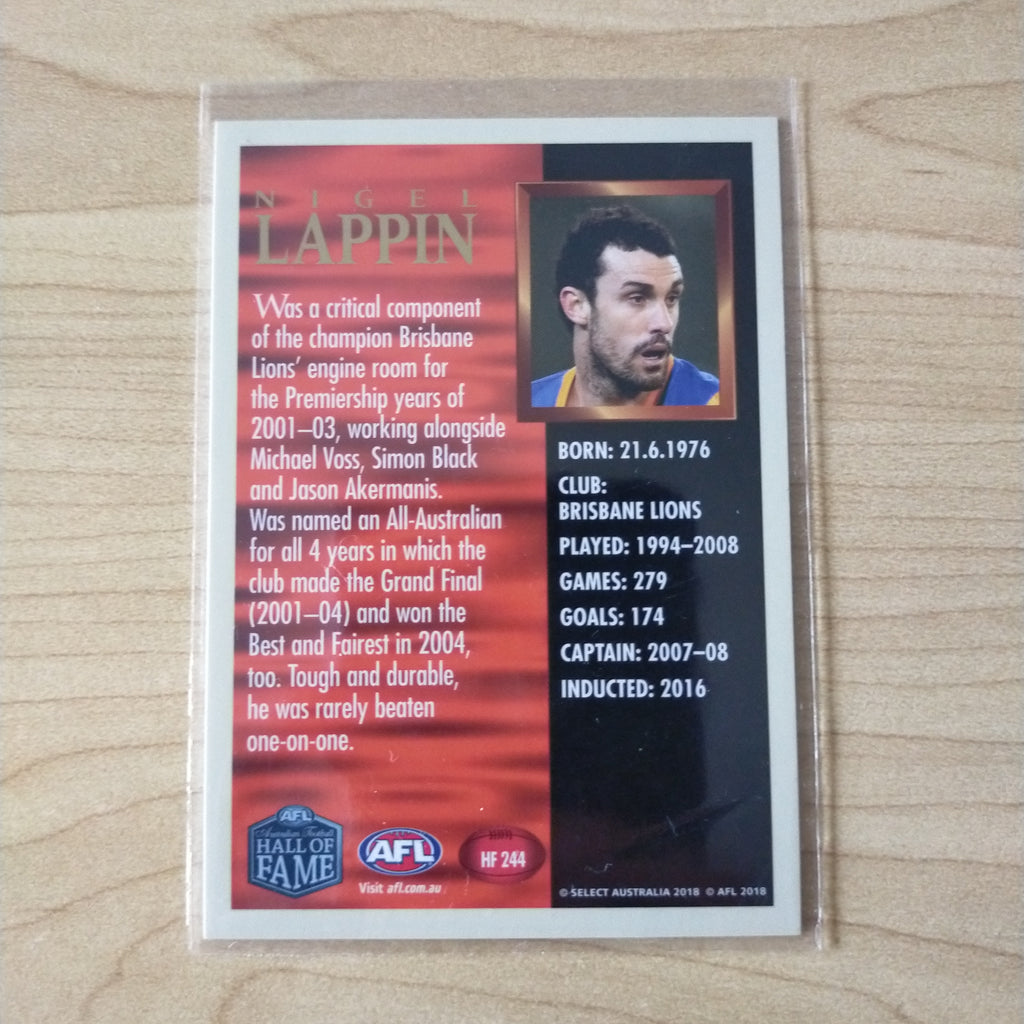 NIGEL
LAPPIN
Was a critical component
of the champion Brisbane
Lions' engine room for
the Premiership years of
2001–03, working alongside
Michael Voss, Simon Black
and Jason Akermanis.
Was named an All-Australian
for all 4 years in which the
club made the Grand Final
(2001–04) and won the
Best and Fairest in 2004,
too. Tough and durable,
he was rarely beaten
one-on-one.
BORN: 21.6.1976
CLUB:
BRISBANE LIONS
PLAYED: 1994–2008
GAMES: 279
GOALS: 174
CAPTAIN: 2007–08
INDUCTED: 2016
AFL
Australian Football
HALL OF
FAME
AFL
Visit afl.com.au
HF 244
© SELECT AUSTRALIA 2018 © AFL 2018